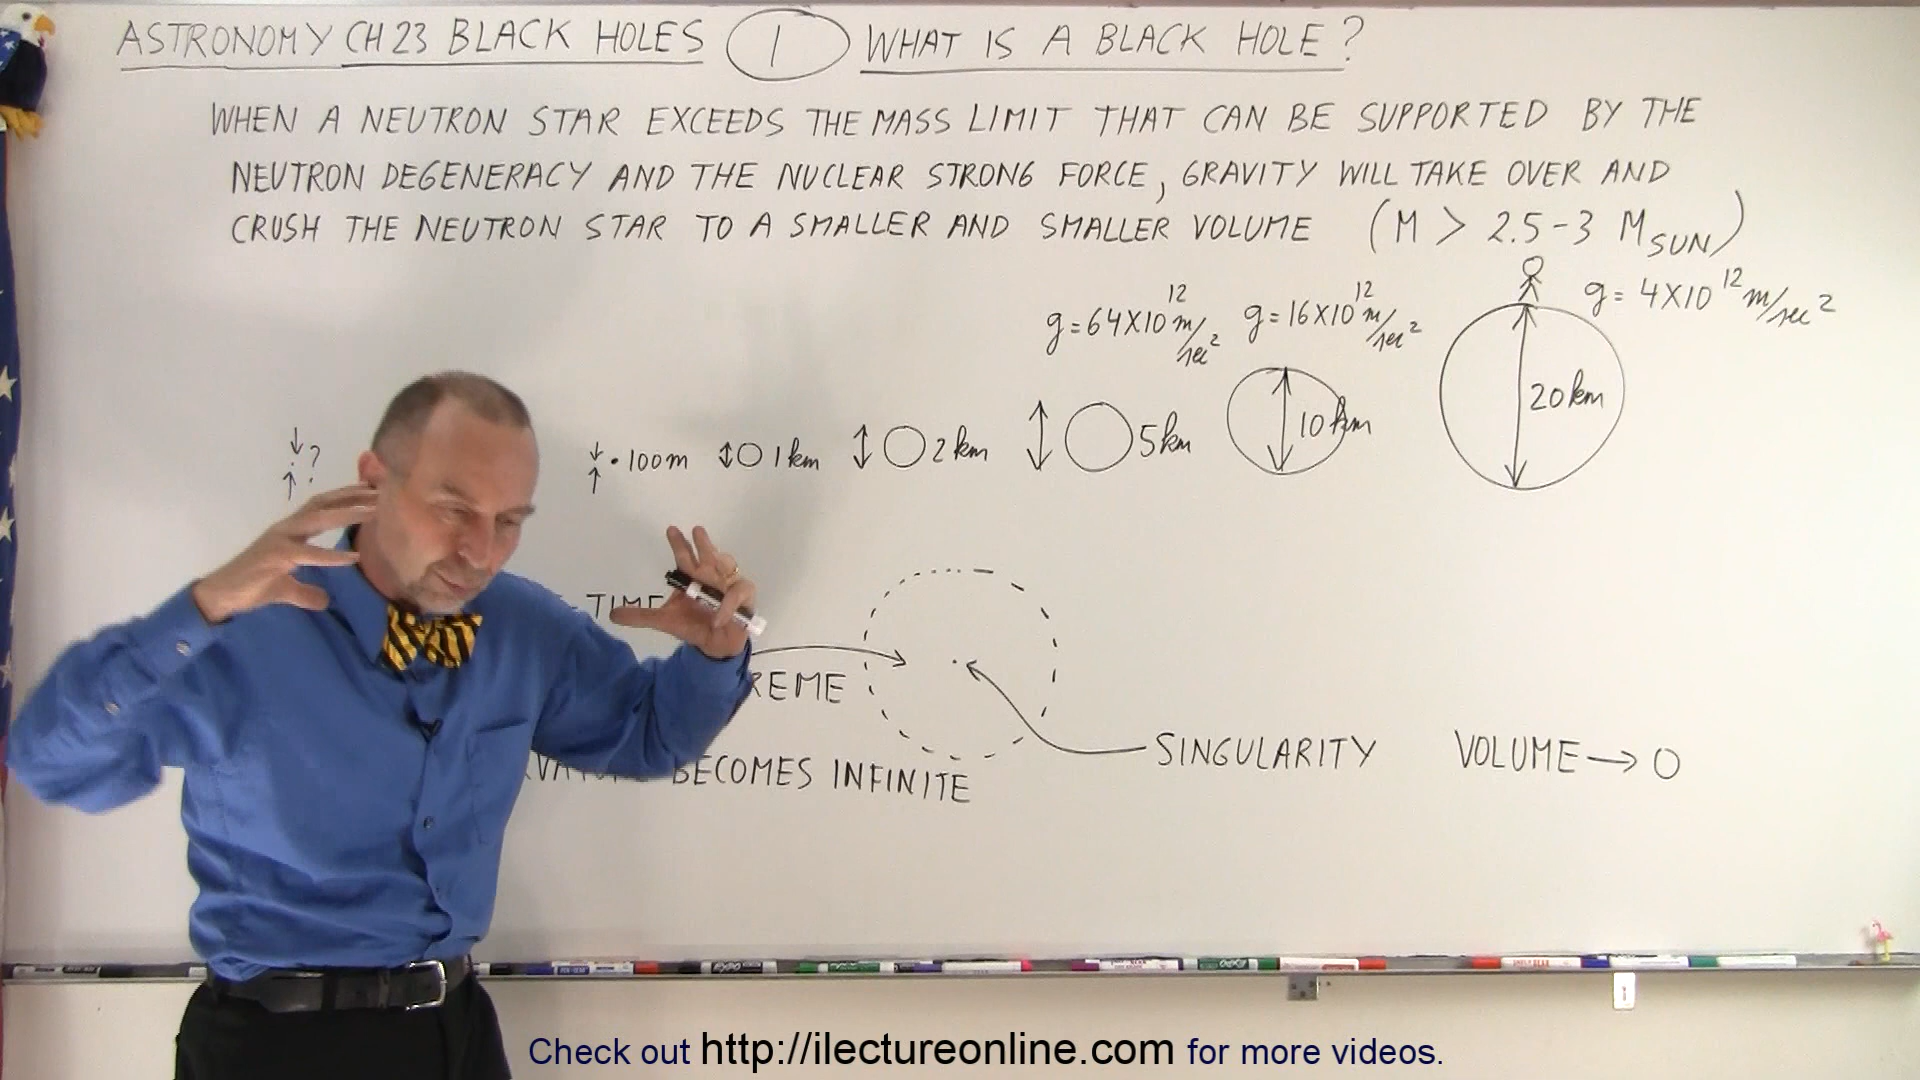 ASTRONOMY CH 23 BLACK HOLES 1 WHAT IS A BLACK HOLE?
WHEN A NEUTRON STAR EXCEEDS THE MASS LIMIT THAT CAN BE SUPPORTED BY THE
NEUTRON DEGENERACY AND THE NUCLEAR STRONG FORCE, GRAVITY WILL TAKE OVER AND
CRUSH THE NEUTRON STAR TO A SMALLER AND SMALLER VOLUME (M > 2.5-3 M_SUN)
g=64X10^12 m/sec^2 g=16X10^12 m/sec^2 g=4X10^12 m/sec^2
? 100m 1km 2km 5km 10km 20km
TIME
REME
SINGULARITY VOLUME → 0
BECOMES INFINITE
Check out http://ilectureonline.com for more videos.